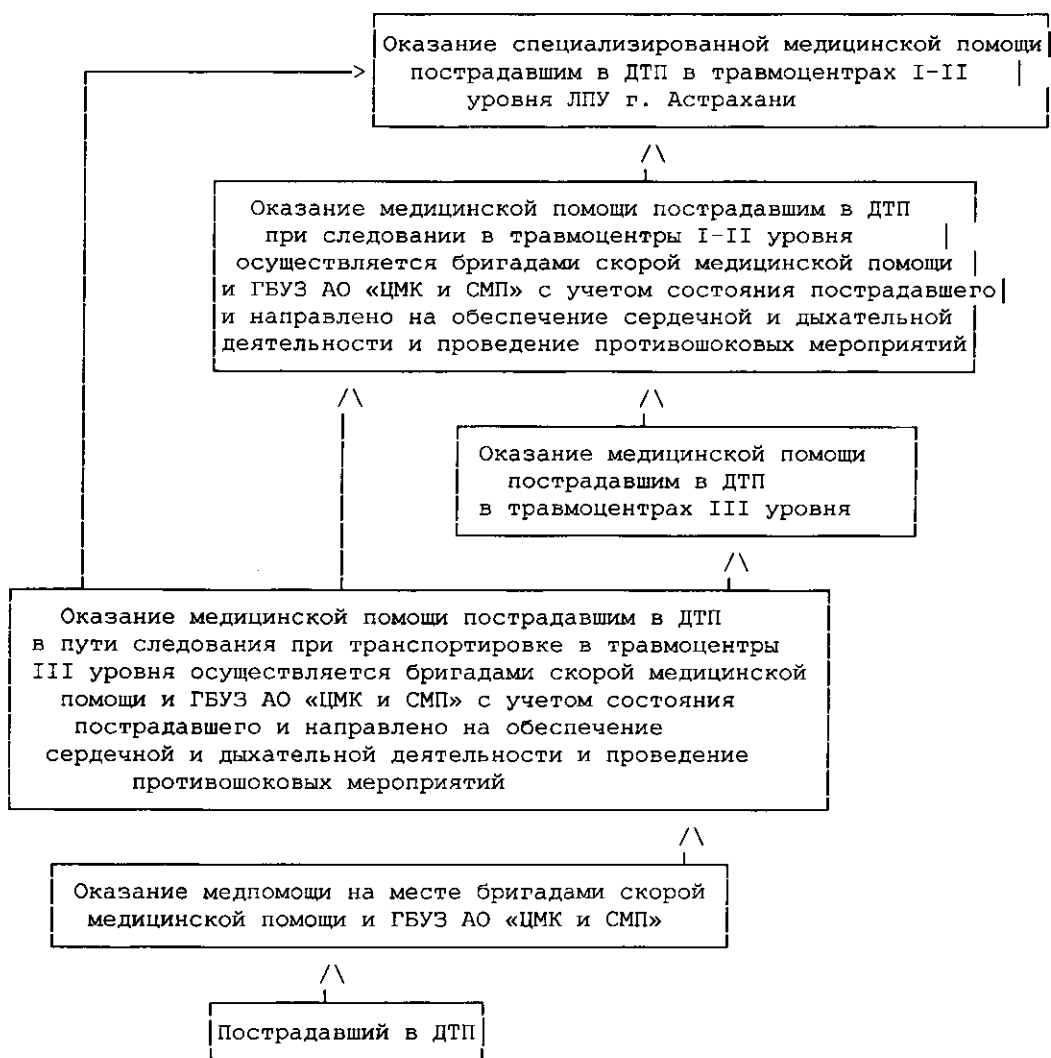 Оказание специализированной медицинской помощи
пострадавшим в ДТП в травмоцентрах I-II
уровня ЛПУ г. Астрахани
Оказание медицинской помощи пострадавшим в ДТП
при следовании в травмоцентры I-II уровня
осуществляется бригадами скорой медицинской помощи
и ГБУЗ АО «ЦМК и СМП» с учетом состояния пострадавшего
и направлено на обеспечение сердечной и дыхательной
деятельности и проведение противошоковых мероприятий
Оказание медицинской помощи
пострадавшим в ДТП
в травмоцентрах III уровня
Оказание медицинской помощи пострадавшим в ДТП
в пути следования при транспортировке в травмоцентры
III уровня осуществляется бригадами скорой медицинской
помощи и ГБУЗ АО «ЦМК и СМП» с учетом состояния
пострадавшего и направлено на обеспечение
сердечной и дыхательной деятельности и проведение
противошоковых мероприятий
Оказание медпомощи на месте бригадами скорой
медицинской помощи и ГБУЗ АО «ЦМК и СМП»
Пострадавший в ДТП